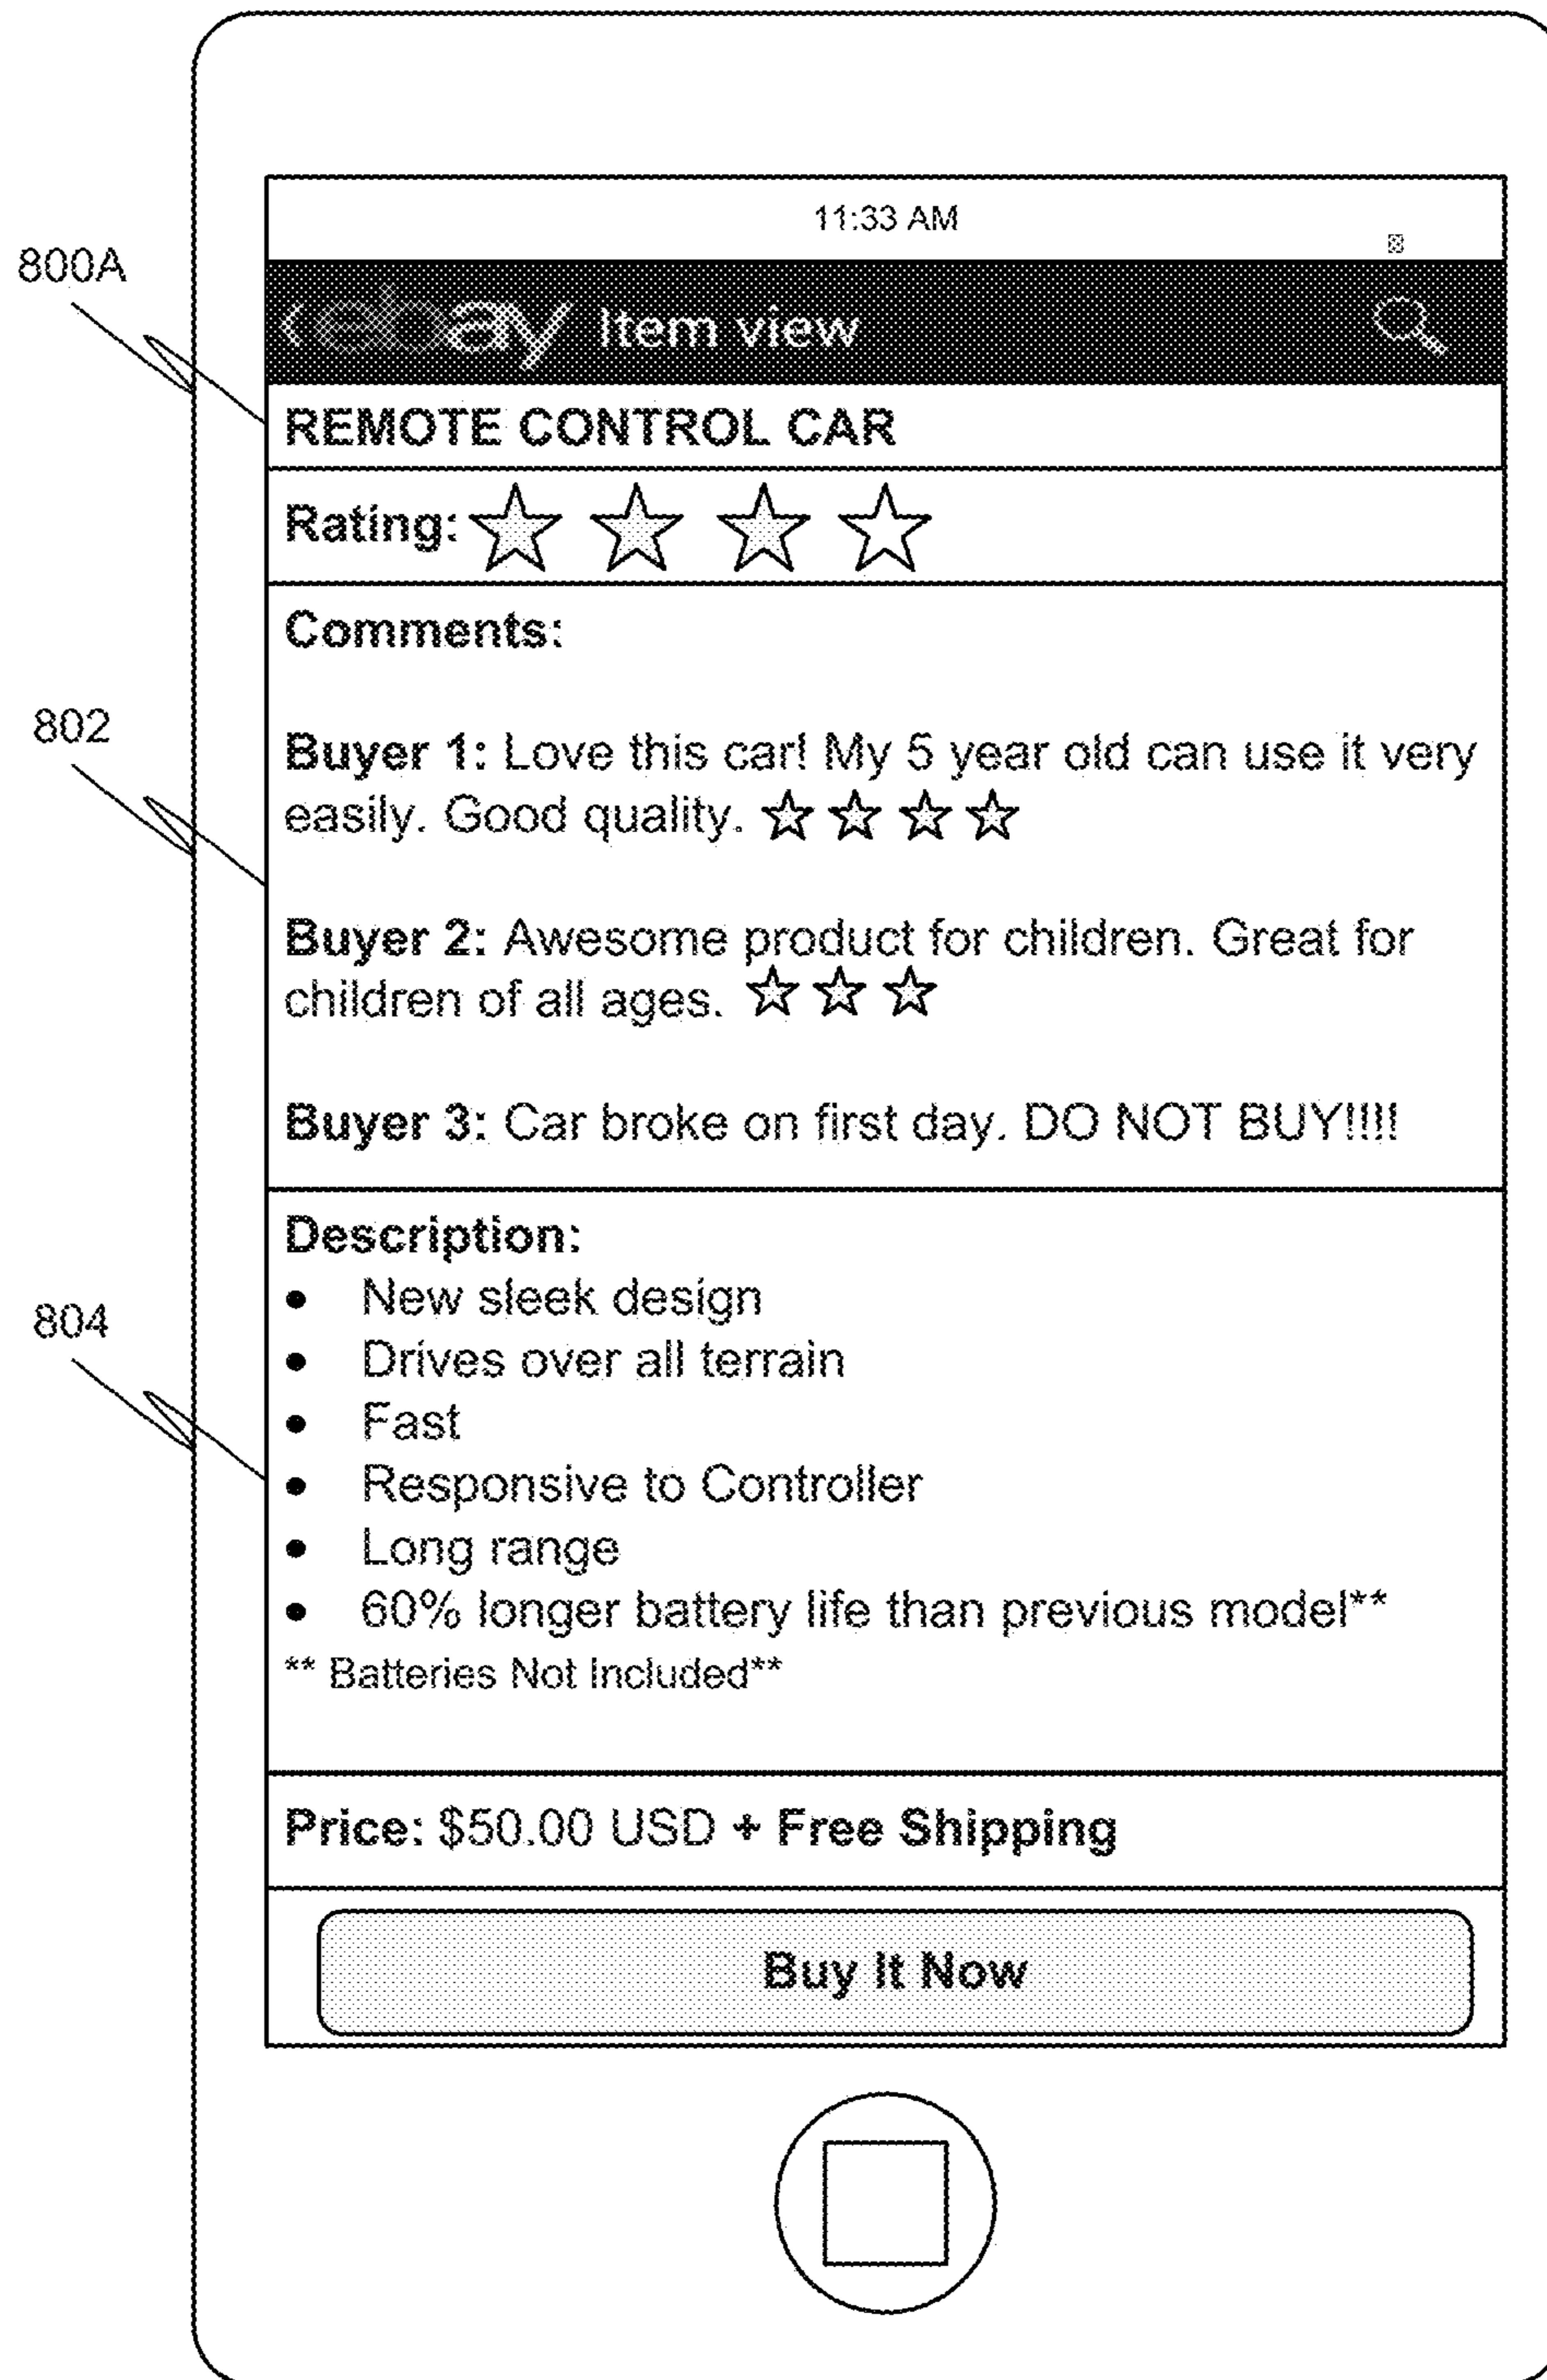 11:33 AM
800A
ebay Item view
REMOTE CONTROL CAR
Rating:
Comments:
802
Buyer 1: Love this car! My 5 year old can use it very
easily. Good quality.
Buyer 2: Awesome product for children. Great for
children of all ages.
Buyer 3: Car broke on first day. DO NOT BUY!!!!
Description:
804
• New sleek design
• Drives over all terrain
• Fast
• Responsive to Controller
• Long range
• 60% longer battery life than previous model**
** Batteries Not Included**
Price: $50.00 USD + Free Shipping
Buy It Now